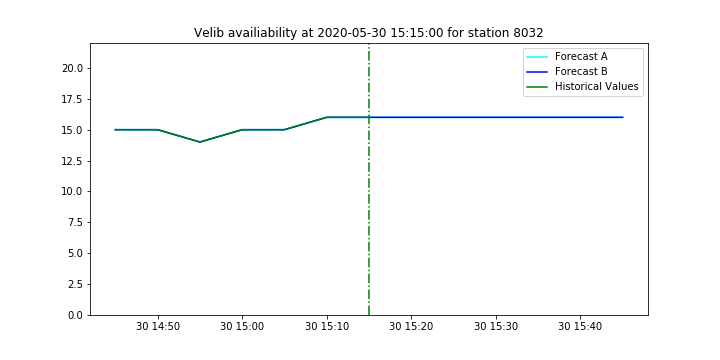 Velib availiability at 2020-05-30 15:15:00 for station 8032
Forecast A
Forecast B
Historical Values
20.0
17.5
15.0
12.5
10.0
7.5
5.0
2.5
0.0
30 14:50 30 15:00 30 15:10 30 15:20 30 15:30 30 15:40